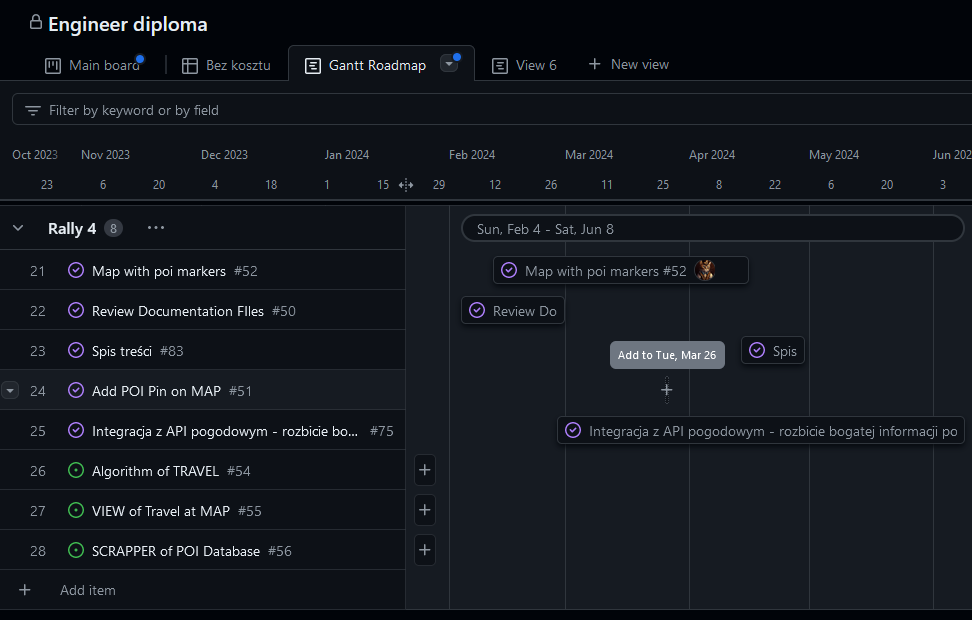 Engineer diploma
Main board
Bez kosztu
Gantt Roadmap
View 6
New view
Filter by keyword or by field
Oct 2023 Nov 2023 Dec 2023 Jan 2024 Feb 2024 Mar 2024 Apr 2024 May 2024 Jun 202
23 6 20 4 18 1 15 29 12 26 11 25 8 22 6 20 3
Rally 4 8 ...
Sun, Feb 4 - Sat, Jun 8
21 Map with poi markers #52
Map with poi markers #52
22 Review Documentation FIles #50
Review Do
23 Spis treści #83
Add to Tue, Mar 26
Spis
24 Add POI Pin on MAP #51
25 Integracja z API pogodowym - rozbicie bo... #75
Integracja z API pogodowym - rozbicie bogatej informacji po
26 Algorithm of TRAVEL #54
27 VIEW of Travel at MAP #55
28 SCRAPPER of POI Database #56
Add item